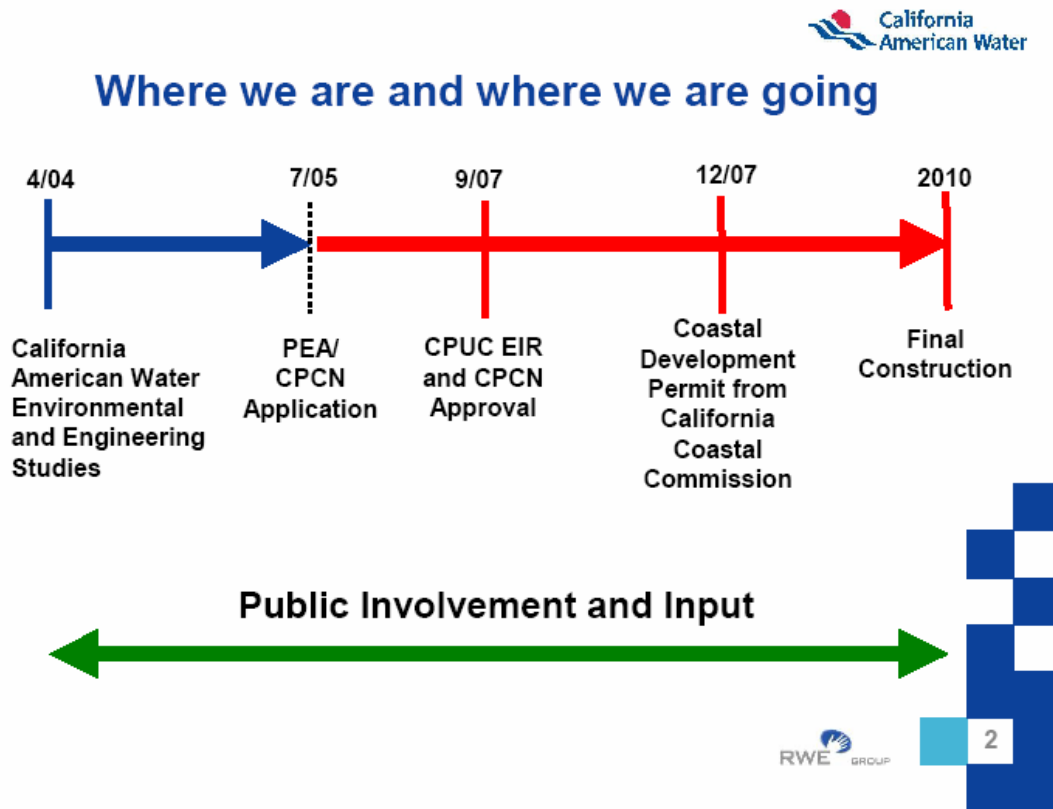 California
American Water
Where we are and where we are going
4/04
7/05
9/07
12/07
2010
California
American Water
Environmental
and Engineering
Studies
PEA/
CPCN
Application
CPUC EIR
and CPCN
Approval
Coastal
Development
Permit from
California
Coastal
Commission
Final
Construction
Public Involvement and Input
RWE GROUP
2